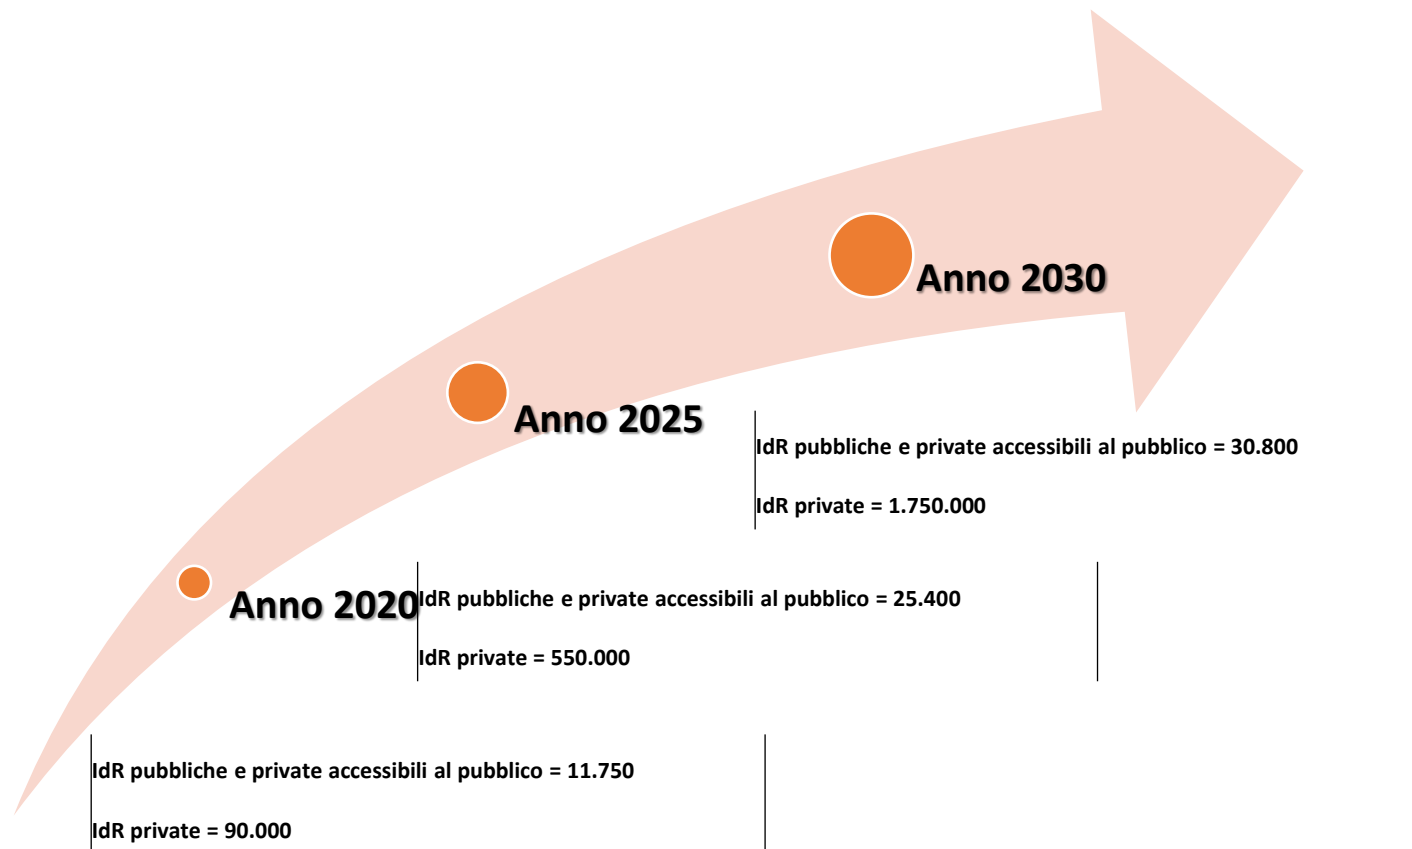 Anno 2030
Anno 2025
IdR pubbliche e private accessibili al pubblico = 30.800
IdR private = 1.750.000
Anno 2020
IdR pubbliche e private accessibili al pubblico = 25.400
IdR private = 550.000
IdR pubbliche e private accessibili al pubblico = 11.750
IdR private = 90.000